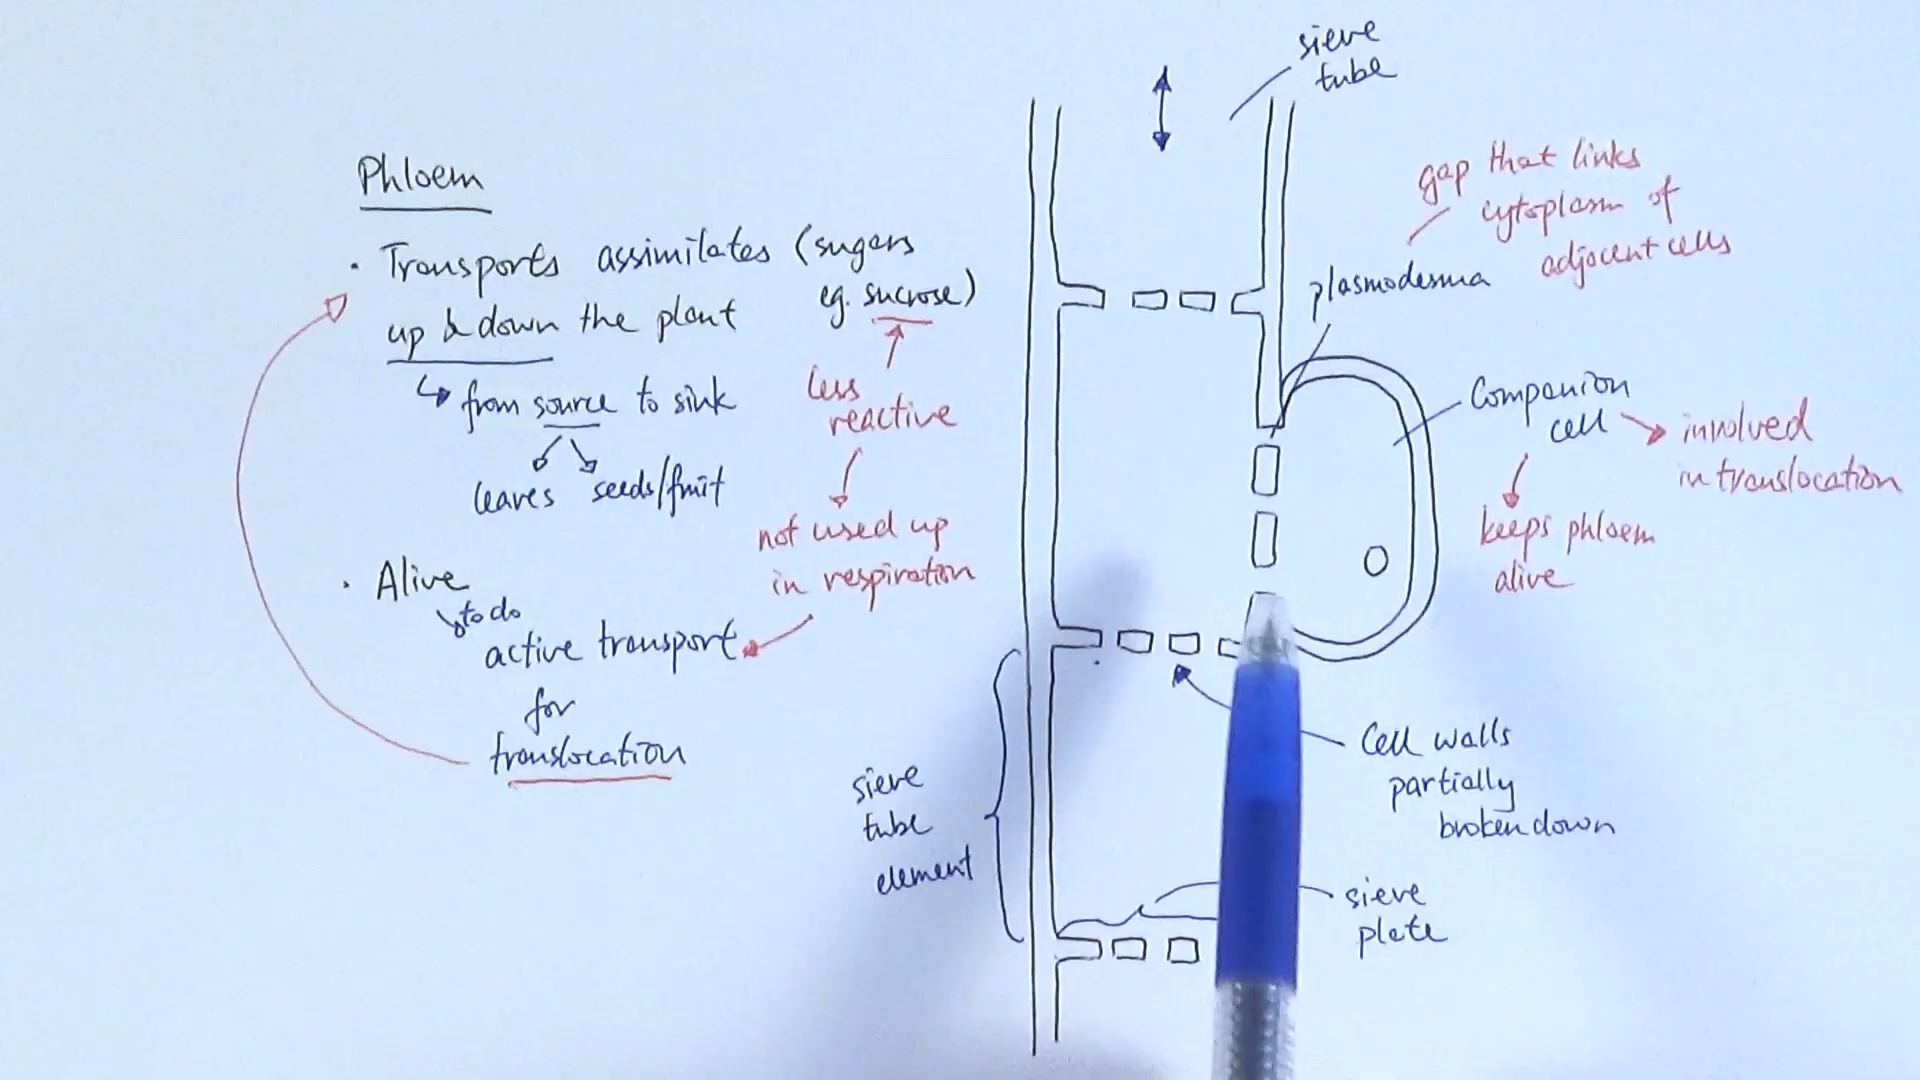 Phloem
· Transports assimilates (sugars
eg. sucrose)
up & down the plant
↳ from source to sink
leaves seeds/fruit
less
reactive
not used up
in respiration
· Alive
to do
active transport
for
translocation
sieve
tube
gap that links
cytoplasm of
adjacent cells
plasmodesma
Companion
cell
involved
in translocation
keeps phloem
alive
Cell walls
partially
broken down
sieve
tube
element
sieve
plate